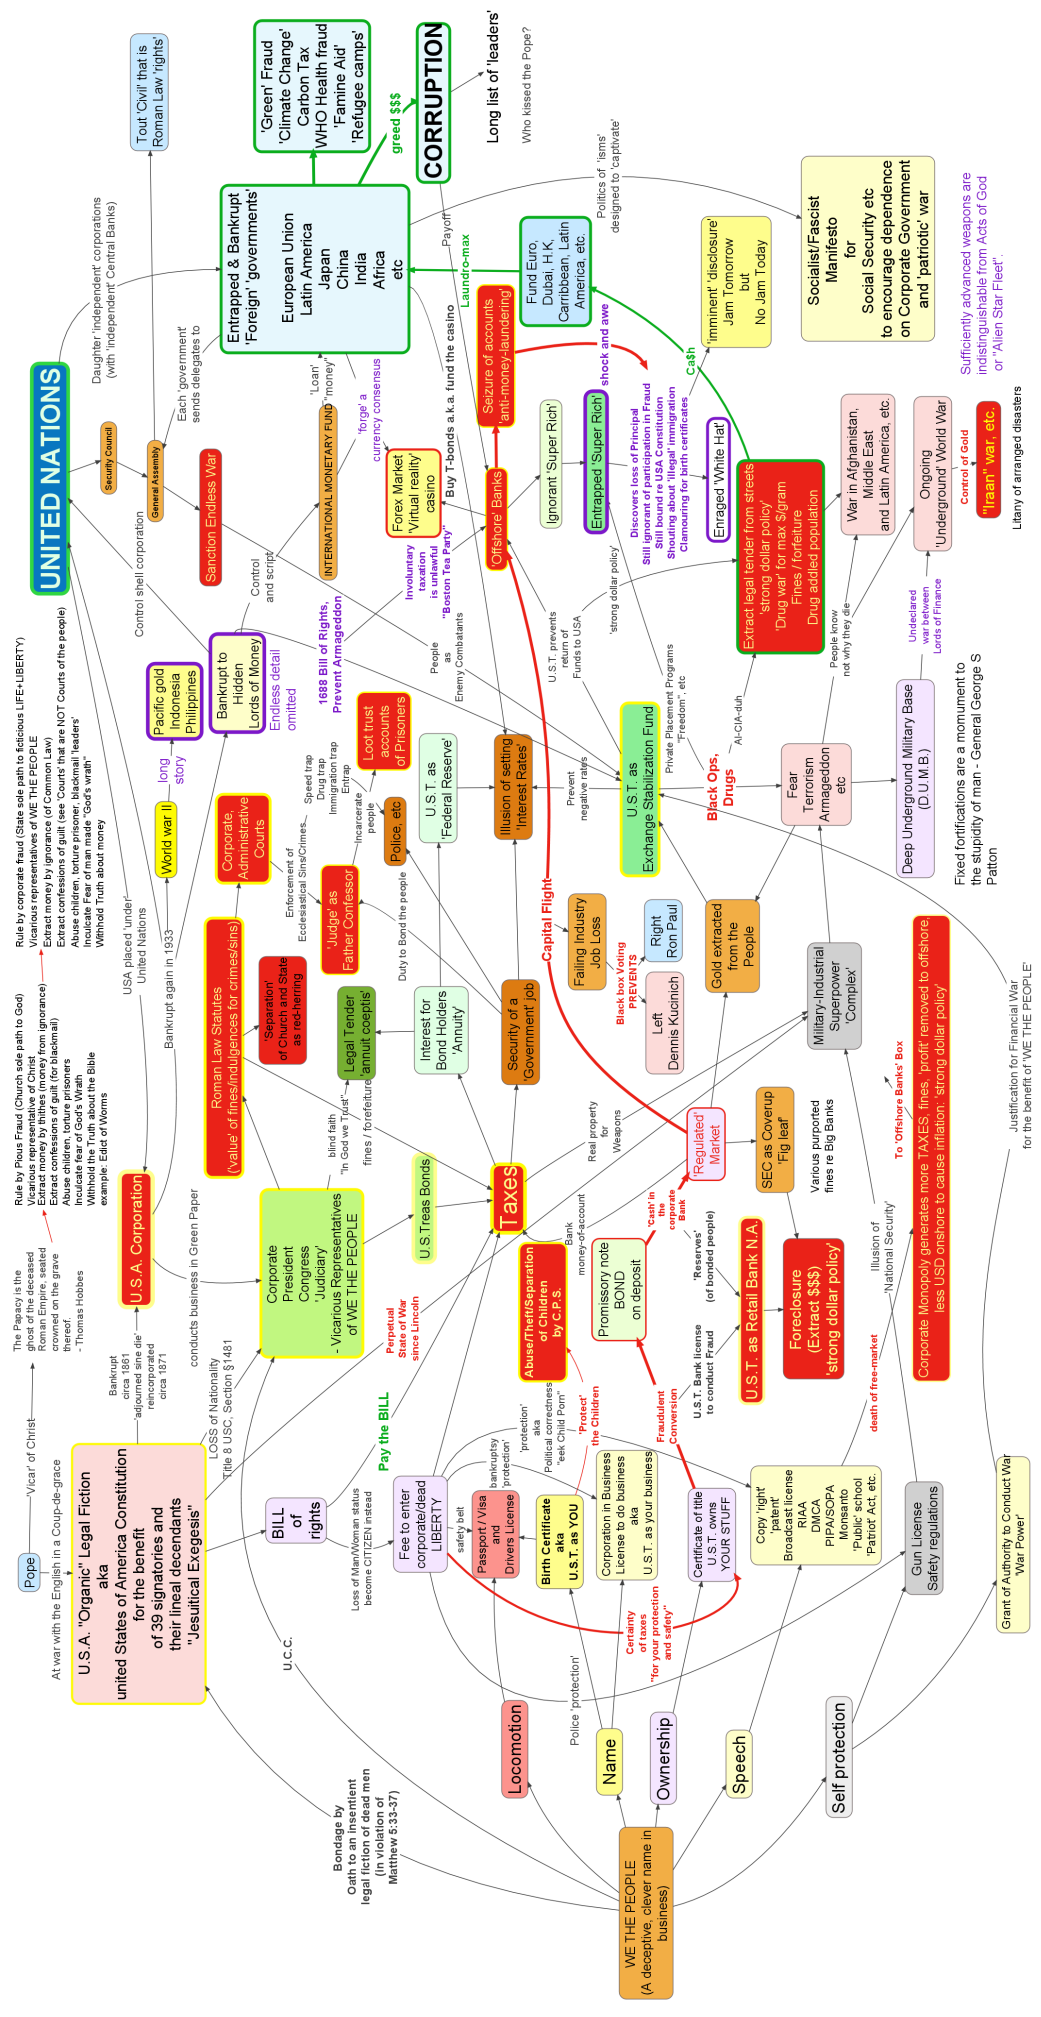 Pope
'Vicar' of Christ
The Papacy is the
ghost of the deceased
Roman Empire, seated
crowned on the grave
thereof.
- Thomas Hobbes
Rule by Pious Fraud (Church sole path to God)
Vicarious representative of Christ
Extract money by thithes (money from ignorance)
Extract confessions of guilt (for blackmail)
Abuse children, torture prisoners
Inculcate fear of God's Wrath
Withhold the Truth about the Bible
example: Edict of Worms
Rule by corporate fraud (State sole path to ficticious LIFE+LIBERTY)
Vicarious representatives of WE THE PEOPLE
Extract money by ignorance (of Common Law)
Extract confessions of guilt (see 'Courts' that are NOT Courts of the people)
Abuse children, torture prisoner, blackmail 'leaders'
Inculcate Fear of man made "God's wrath"
Withhold Truth about money
At war with the English in a Coup-de-grace
U.S.A. "Organic" Legal Fiction
aka
united States of America Constitution
for the benefit
of 39 signatories and
their lineal decendants
"Jesuitical Exegesis"
Bankrupt
circa 1861
'adjourned sine die'
reincorporated
circa 1871
U.S.A. Corporation
USA placed 'under'
United Nations
Bankrupt again in 1933
World war II
long
story
Pacific gold
Indonesia
Philippines
Control shell corporation
Bankrupt to
Hidden
Lords of Money
Endless detail
omitted
Control
and script
UNITED NATIONS
Security Council
General Assembly
Sanction Endless War
Daughter 'independent' corporations
(with 'independent' Central Banks)
Each 'government'
sends delegates to
Tout 'Civil' that is
Roman Law 'rights'
INTERNATIONAL MONETARY FUND
'Loan'
"money"
Entrapped & Bankrupt
'Foreign' 'governments'
European Union
Latin America
Japan
China
India
Africa
etc
'Green' Fraud
'Climate Change'
Carbon Tax
WHO Health fraud
'Famine Aid'
'Refugee camps'
greed $$$
CORRUPTION
Long list of 'leaders'
Who kissed the Pope?
'forge' a
currency consensus
Forex Market
'Virtual reality'
casino
Buy T-bonds a.k.a. fund the casino
Payoff
Laundro-max
Politics of 'isms'
designed to 'captivate'
LOSS of Nationality
Title 8 USC, Section §1481
conducts business in Green Paper
Corporate
President
Congress
'Judiciary'
- Vicarious Representatives
of WE THE PEOPLE
Roman Law Statutes
('value' of fines/indulgences for crimes/sins)
Corporate,
Administrative
Courts
'Separation'
of Church and State
as red-herring
Enforcement of
Ecclesiastical Sins/Crimes
'Judge' as
Father Confessor
Speed trap
Drug trap
Immigration trap
Entrap
Incarcerate
people
Loot trust
accounts
of Prisoners
Police, etc
Duty to Bond the people
blind faith
"In God we Trust"
Legal Tender
'annuit coeptis'
fines / forefeiture
Interest for
Bond Holders
'Annuity'
U.S.T. as
'Federal Reserve'
1688 Bill of Rights,
Prevent Armageddon
Involuntary
taxation
is unlawful
"Boston Tea Party"
People
as
Enemy Combatants
'Offshore' Banks
Seizure of accounts
'anti-money-laundering'
Fund Euro,
Dubai, H.K,
Carribbean, Latin
America, etc.
Ignorant 'Super Rich'
Entrapped 'Super Rich'
shock and awe
Discovers loss of Principal
Still ignorant of participation in Fraud
Still bound re USA Constitution
Shouting about 'illegal' immigration
Clamouring for birth certificates
Enraged 'White Hat'
'imminent' 'disclosure'
Jam Tomorrow
but
No Jam Today
Ca$h
Socialist/Fascist
Manifesto
for
Social Security etc
to encourage dependence
on Corporate Government
and 'patriotic' war
BILL
of
rights
Perpetual
State of War
since Lincoln
Pay the BILL
Loss of Man/Woman status
become CITIZEN instead
U.C.C.
U.S.Treas Bonds
Taxes
Security of a
'Government' job
Illusion of setting
'Interest Rates'
Prevent
negative rates
U.S.T. prevents
return of
Funds to USA
'strong dollar policy'
Private Placement Programs
"Freedom", etc
U.S.T. as
Exchange Stabilization Fund
Black Ops,
Drugs
Al-CIA-duh
Extract legal tender from streets
'strong dollar policy'
'Drug war' for max $/gram
Fines / forfeiture
Drug addled population
Capital Flight
Failing Industry
Job Loss
Black box Voting
PREVENTS
Right
Ron Paul
Left
Dennis Kucinich
Gold extracted
from the
People
Fear
Terrorism
Armageddon
etc
People know
not why they die
War in Afghanistan,
Middle East
and Latin America, etc.
Ongoing
'Underground' World War
Undeclared
war between
Lords of Finance
Control of Gold
"Iraan" war, etc.
Litany of arranged disasters
Sufficiently advanced weapons are
indistinguishable from Acts of God
or "Alien Star Fleet".
Deep Underground Military Base
(D.U.M.B.)
Fixed fortifications are a momument to
the stupidity of man - General George S
Patton
Military-Industrial
Superpower
'Complex'
Real property
for
Weapons
Bank
money-of-account
'Regulated'
Market
SEC as Coverup
'Fig leaf'
Various purported
fines re Big Banks
'Cash' in
the
corporate
Bank
'Reserves'
(of bonded people)
Promissory note
BOND
on deposit
U.S.T. as Retail Bank N.A.
Foreclosure
(Extract $$$)
'strong dollar policy'
U.S.T. Bank license
to conduct Fraud
Fraudulent
Conversion
Abuse/Theft/Separation
of Children
by C.P.S.
'Protect'
the Children
'protection'
aka
Political correctness
"eek Child Porn"
bankruptsy
'protection'
Fee to enter
corporate/dead
LIBERTY
safety belt
Passport / Visa
and
Drivers License
Birth Certificate
aka
U.S.T. as YOU
Corporation in Business
License to do business
aka
U.S.T. as your business
Certificate of title
U.S.T. owns
YOUR STUFF
Certainty
of taxes
"for your protection
and safety"
Copy 'right'
'patent'
Broadcast license
RIAA
DMCA
PIPA/SOPA
Monsanto
'Public' school
'Patriot' Act, etc.
death of free-market
Corporate Monopoly generates more TAXES, fines, 'profit' removed to offshore,
less USD onshore to cause inflation: 'strong dollar policy'
To 'Offshore Banks' Box
Illusion of
'National Security'
Gun License
Safety regulations
Grant of Authority to Conduct War
'War Power'
Justification for Financial War
for the benefit of 'WE THE PEOPLE'
Police 'protection'
Locomotion
Name
Ownership
Speech
Self protection
Bondage by
Oath to an insentient
legal fiction of dead men
(In violation of
Matthew 5:33-37)
WE THE PEOPLE
(A deceptive, clever name in
business)